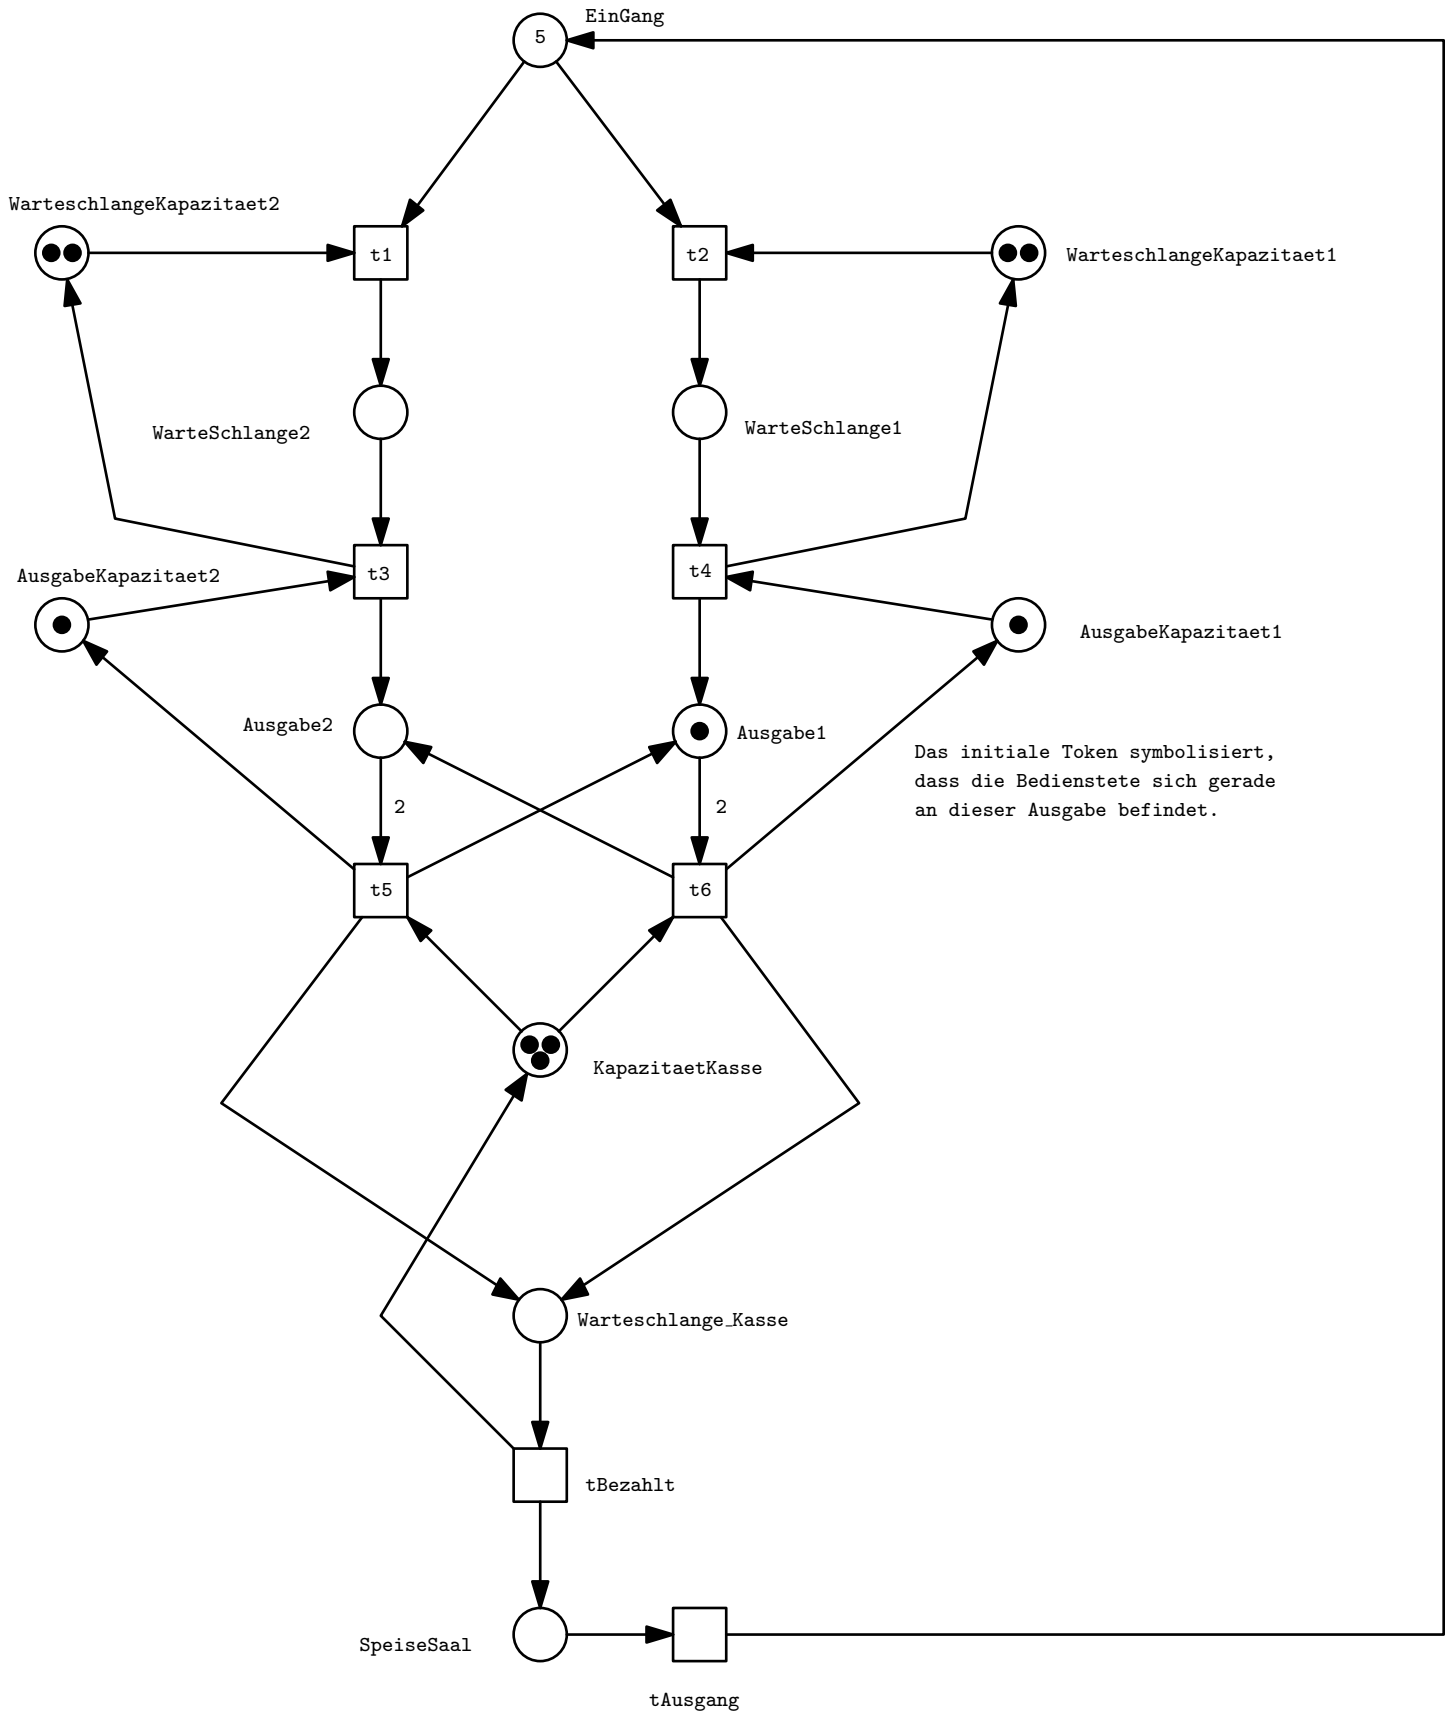 EinGang
5
WarteschlangeKapazitaet2
t1
t2
WarteschlangeKapazitaet1
WarteSchlange2
WarteSchlange1
AusgabeKapazitaet2
t3
t4
AusgabeKapazitaet1
Ausgabe2
Ausgabe1
Das initiale Token symbolisiert,
dass die Bedienstete sich gerade
an dieser Ausgabe befindet.
2
2
t5
t6
KapazitaetKasse
Warteschlange_Kasse
tBezahlt
SpeiseSaal
tAusgang